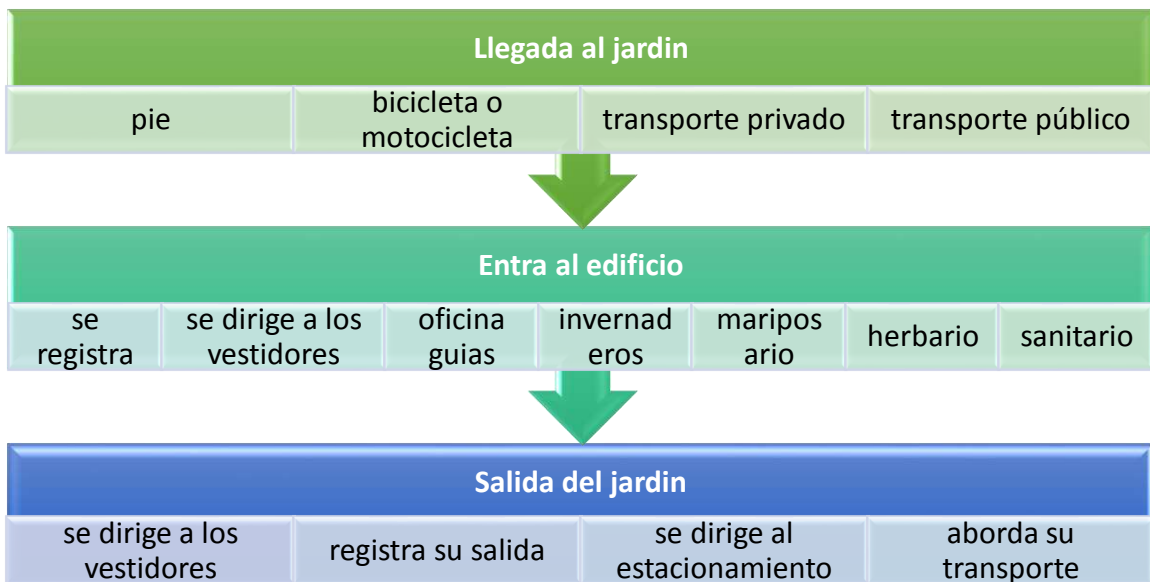 Llegada al jardin
pie
bicicleta o
motocicleta
transporte privado
transporte público
Entra al edificio
se
registra
se dirige a los
vestidores
oficina
guias
invernad
eros
maripos
ario
herbario
sanitario
Salida del jardin
se dirige a los
vestidores
registra su salida
se dirige al
estacionamiento
aborda su
transporte